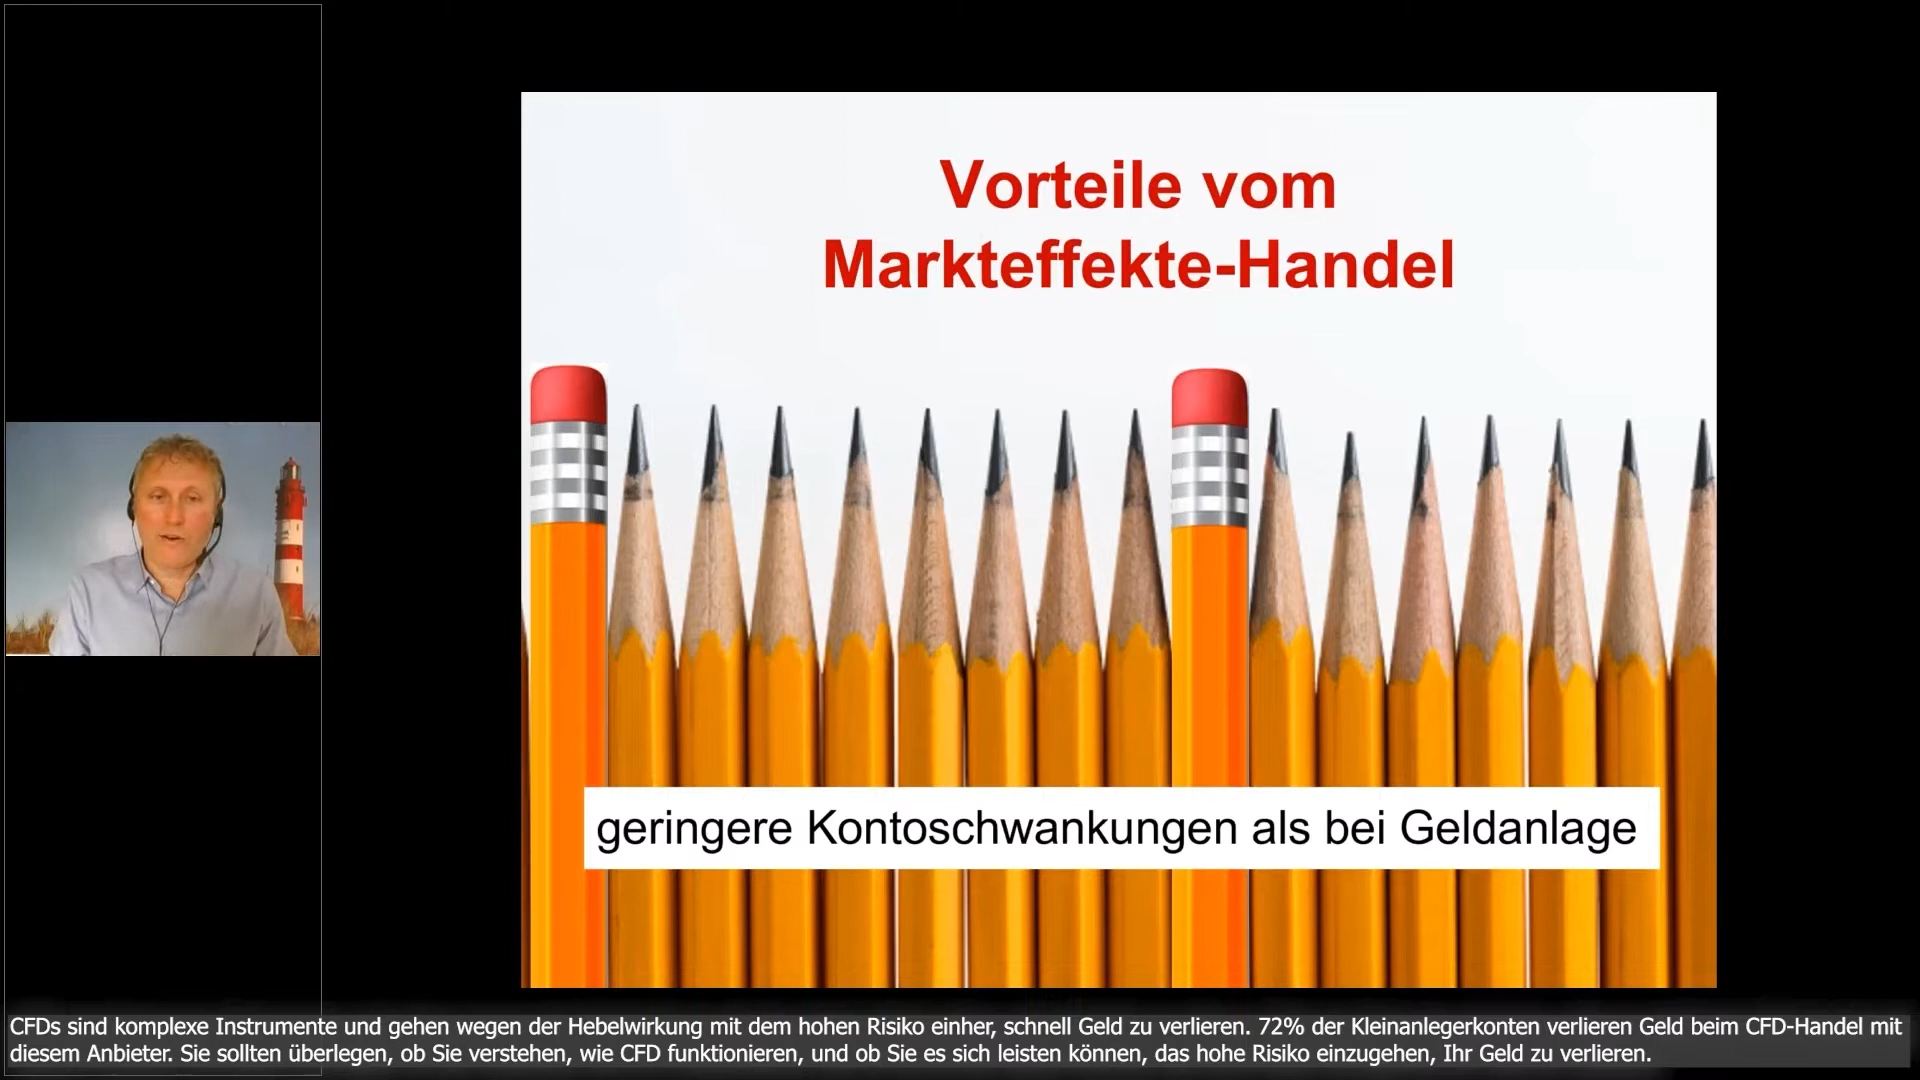 Vorteile vom
Markteffekte-Handel
geringere Kontoschwankungen als bei Geldanlage
CFDs sind komplexe Instrumente und gehen wegen der Hebelwirkung mit dem hohen Risiko einher, schnell Geld zu verlieren. 72% der Kleinanlegerkonten verlieren Geld beim CFD-Handel mit
diesem Anbieter. Sie sollten überlegen, ob Sie verstehen, wie CFD funktionieren, und ob Sie es sich leisten können, das hohe Risiko einzugehen, Ihr Geld zu verlieren.